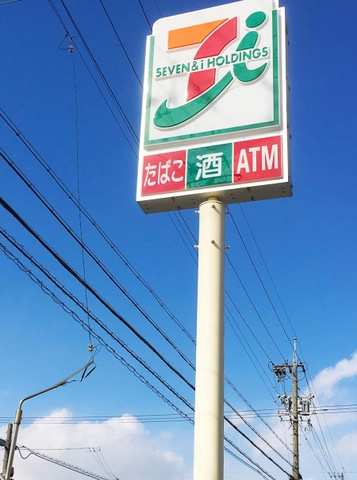 SEVEN & i HOLDINGS
たばこ 酒 ATM